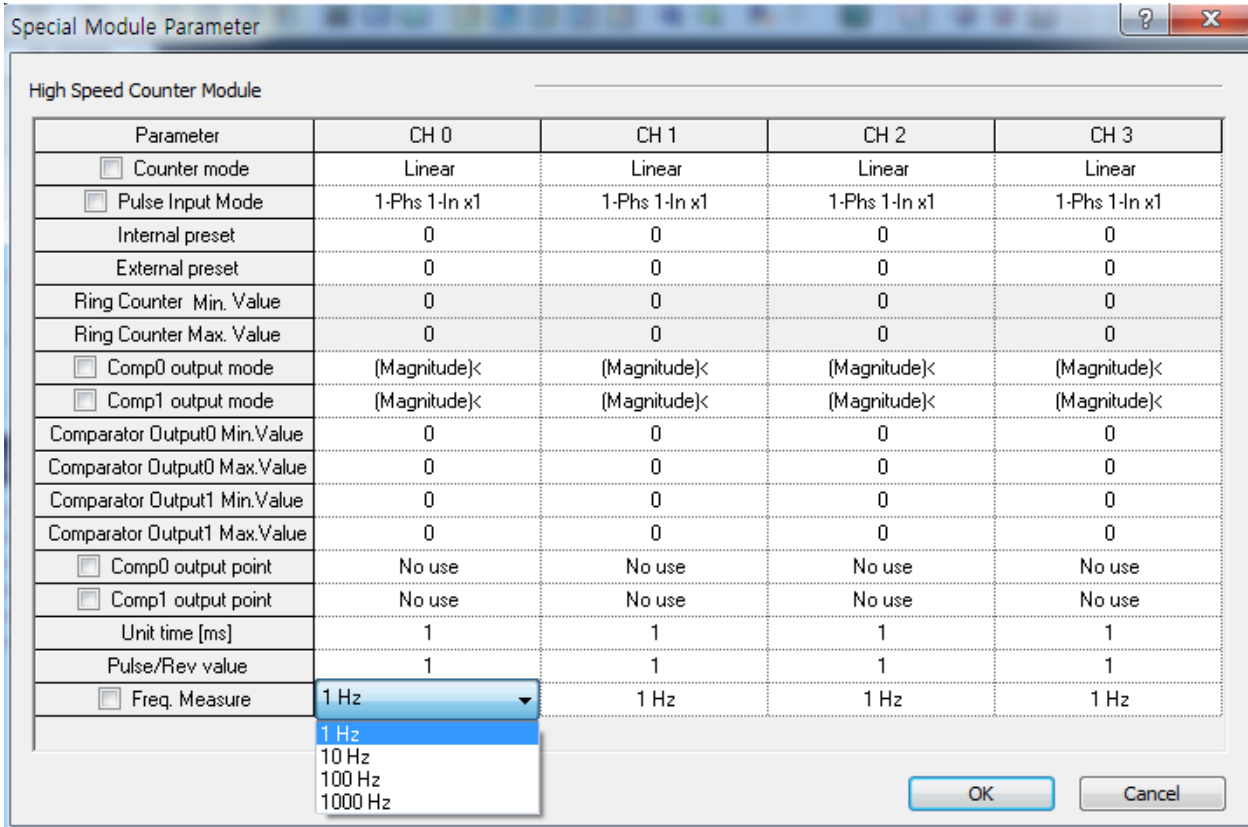 Special Module Parameter
?
X
High Speed Counter Module
Parameter CH 0 CH 1 CH 2 CH 3
Counter mode Linear Linear Linear Linear
Pulse Input Mode 1-Phs 1-In x1 1-Phs 1-In x1 1-Phs 1-In x1 1-Phs 1-In x1
Internal preset 0 0 0 0
External preset 0 0 0 0
Ring Counter Min. Value 0 0 0 0
Ring Counter Max. Value 0 0 0 0
Comp0 output mode (Magnitude)< (Magnitude)< (Magnitude)< (Magnitude)<
Comp1 output mode (Magnitude)< (Magnitude)< (Magnitude)< (Magnitude)<
Comparator Output0 Min.Value 0 0 0 0
Comparator Output0 Max.Value 0 0 0 0
Comparator Output1 Min.Value 0 0 0 0
Comparator Output1 Max.Value 0 0 0 0
Comp0 output point No use No use No use No use
Comp1 output point No use No use No use No use
Unit time [ms] 1 1 1 1
Pulse/Rev value 1 1 1 1
Freq. Measure 1 Hz 1 Hz 1 Hz 1 Hz
1 Hz
10 Hz
100 Hz
1000 Hz
OK
Cancel